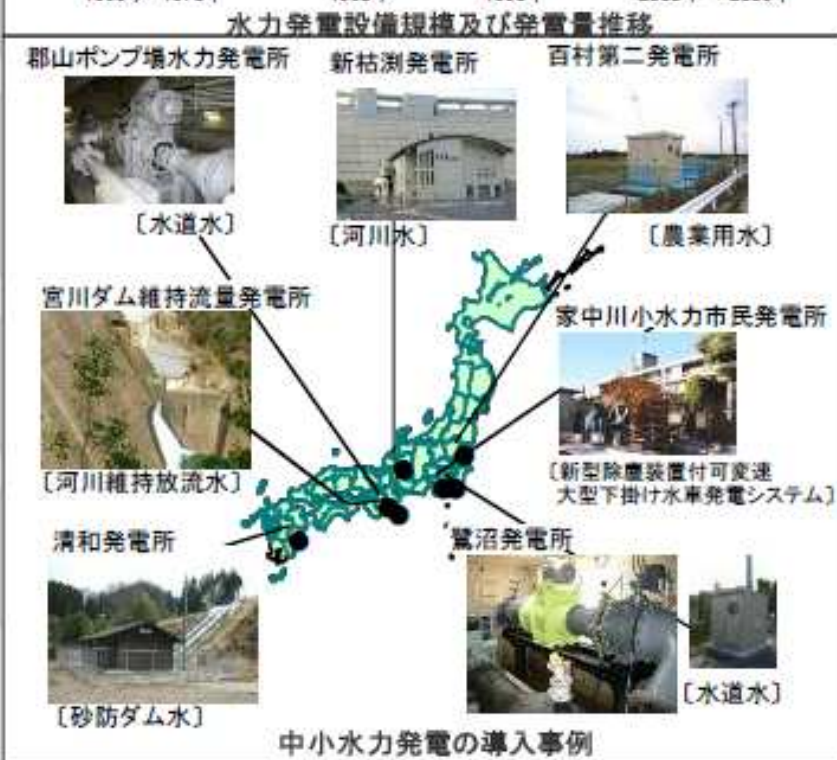 水力発電設備規模及び発電量推移
郡山ポンプ場水力発電所
新枯渕発電所
百村第二発電所
〔水道水〕
〔河川水〕
〔農業用水〕
宮川ダム維持流量発電所
家中川小水力市民発電所
〔河川維持放流水〕
〔新型除塵装置付可変速
大型下掛け水車発電システム〕
清和発電所
鷺沼発電所
〔砂防ダム水〕
〔水道水〕
中小水力発電の導入事例